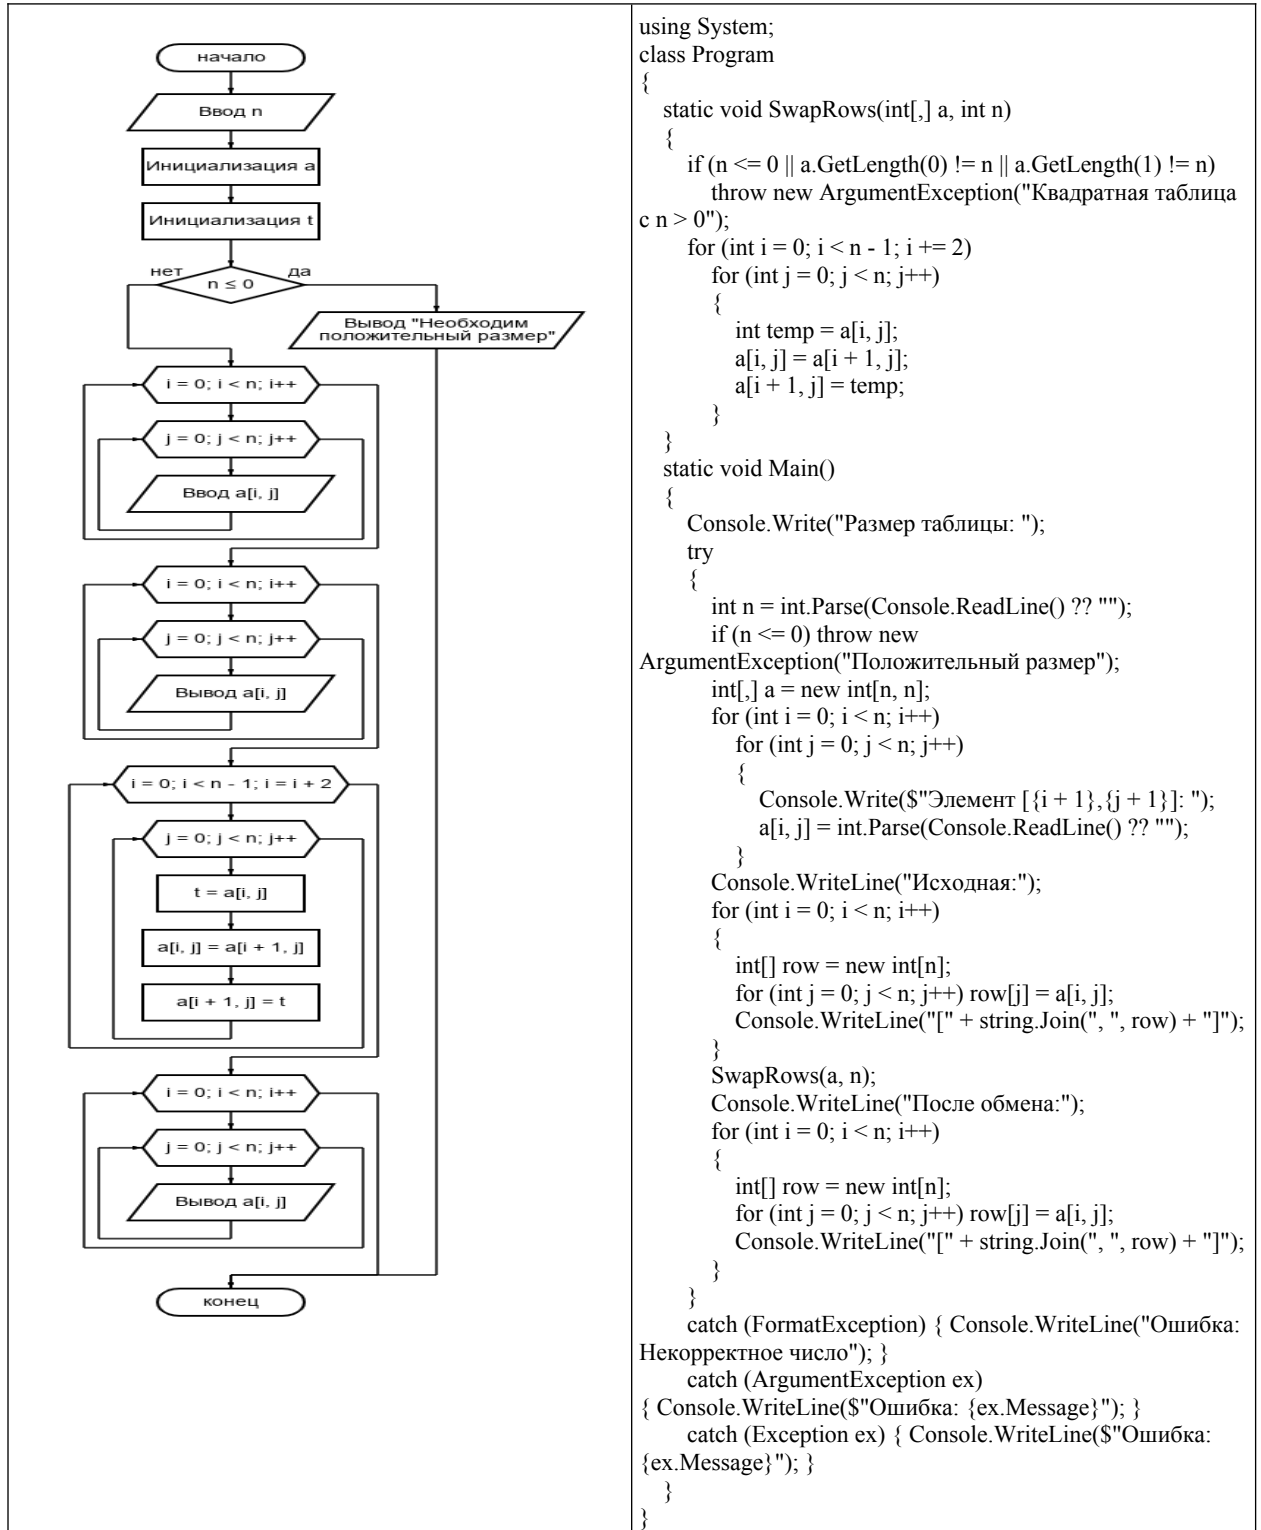 начало
Ввод n
Инициализация a
Инициализация t
нет
да
n ≤ 0
Вывод "Необходим
положительный размер"
i = 0; i < n; i++
j = 0; j < n; j++
Ввод a[i, j]
i = 0; i < n; i++
j = 0; j < n; j++
Вывод a[i, j]
i = 0; i < n - 1; i = i + 2
j = 0; j < n; j++
t = a[i, j]
a[i, j] = a[i + 1, j]
a[i + 1, j] = t
i = 0; i < n; i++
j = 0; j < n; j++
Вывод a[i, j]
конец
using System;
class Program
{
static void SwapRows(int[,] a, int n)
{
if (n <= 0 || a.GetLength(0) != n || a.GetLength(1) != n)
throw new ArgumentException("Квадратная таблица
с n > 0");
for (int i = 0; i < n - 1; i += 2)
for (int j = 0; j < n; j++)
{
int temp = a[i, j];
a[i, j] = a[i + 1, j];
a[i + 1, j] = temp;
}
}
static void Main()
{
Console.Write("Размер таблицы: ");
try
{
int n = int.Parse(Console.ReadLine() ?? "");
if (n <= 0) throw new
ArgumentException("Положительный размер");
int[,] a = new int[n, n];
for (int i = 0; i < n; i++)
for (int j = 0; j < n; j++)
{
Console.Write($"Элемент [{i + 1},{j + 1}]: ");
a[i, j] = int.Parse(Console.ReadLine() ?? "");
}
Console.WriteLine("Исходная:");
for (int i = 0; i < n; i++)
{
int[] row = new int[n];
for (int j = 0; j < n; j++) row[j] = a[i, j];
Console.WriteLine("[" + string.Join(", ", row) + "]");
}
SwapRows(a, n);
Console.WriteLine("После обмена:");
for (int i = 0; i < n; i++)
{
int[] row = new int[n];
for (int j = 0; j < n; j++) row[j] = a[i, j];
Console.WriteLine("[" + string.Join(", ", row) + "]");
}
}
catch (FormatException) { Console.WriteLine("Ошибка:
Некорректное число"); }
catch (ArgumentException ex)
{ Console.WriteLine($"Ошибка: {ex.Message}"); }
catch (Exception ex) { Console.WriteLine($"Ошибка:
{ex.Message}"); }
}
}